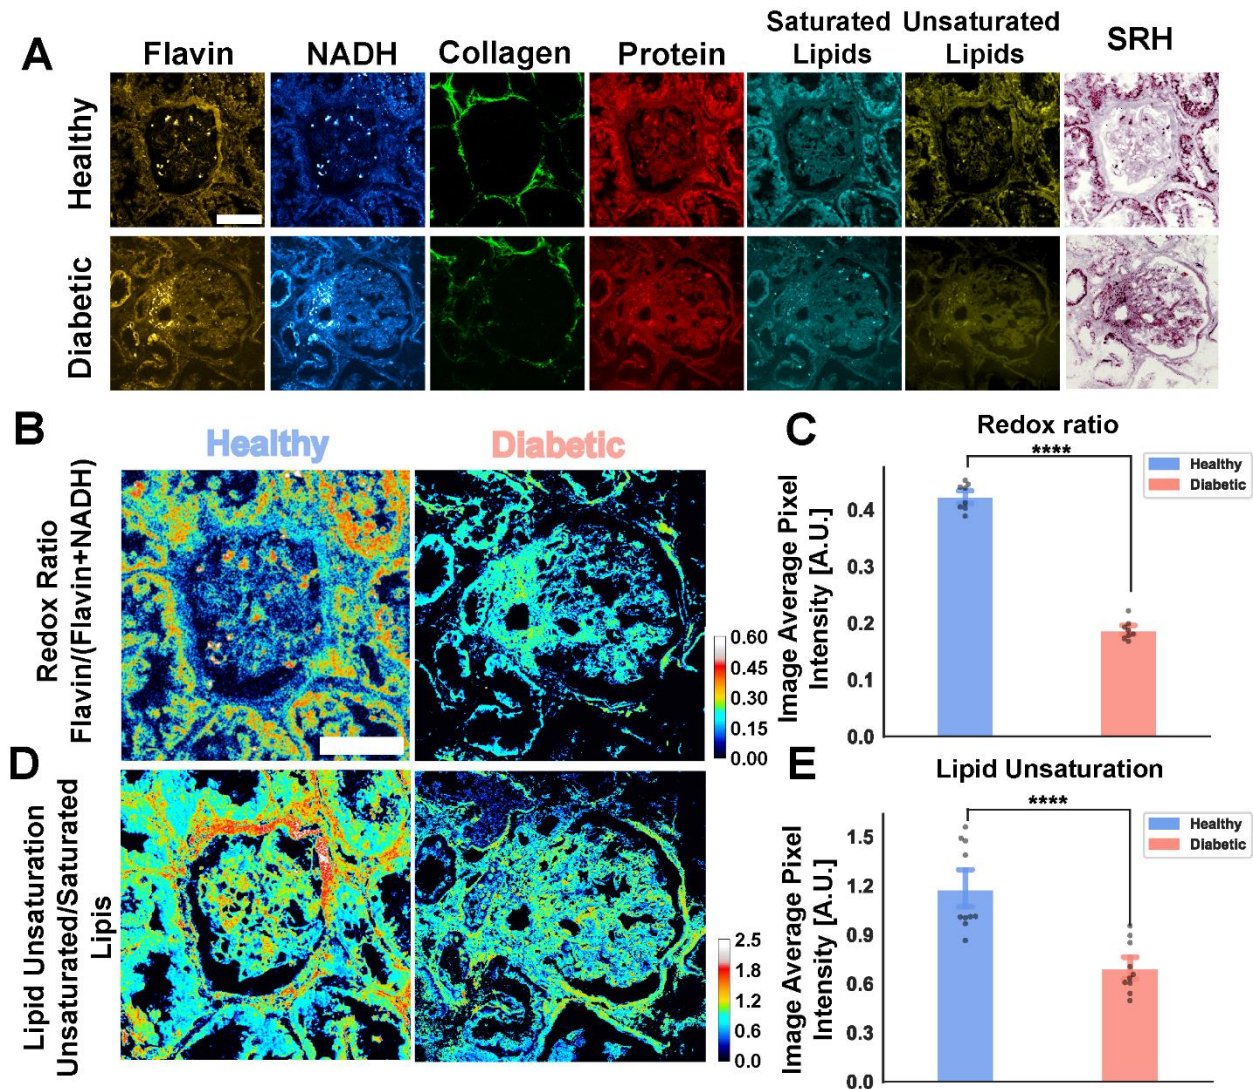 A
Flavin
NADH
Collagen
Protein
Saturated
Lipids
Unsaturated
Lipids
SRH
Healthy
Diabetic
B
Healthy
Diabetic
Redox Ratio
Flavin/(Flavin+NADH)
0.60
0.45
0.30
0.15
0.00
C
Redox ratio
****
Healthy
Diabetic
Image Average Pixel
Intensity [A.U.]
0.4
0.3
0.2
0.1
0.0
D
Lipid Unsaturation
Unsaturated/Saturated
Lipis
2.5
1.8
1.2
0.6
0.0
E
Lipid Unsaturation
****
Healthy
Diabetic
Image Average Pixel
Intensity [A.U.]
1.5
1.2
0.9
0.6
0.3
0.0